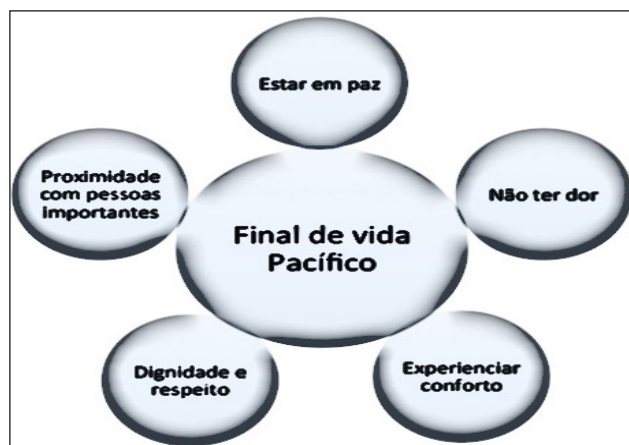 Estar em paz
Proximidade
com pessoas
importantes
Não ter dor
Final de vida
Pacífico
Dignidade e
respeito
Experienciar
conforto